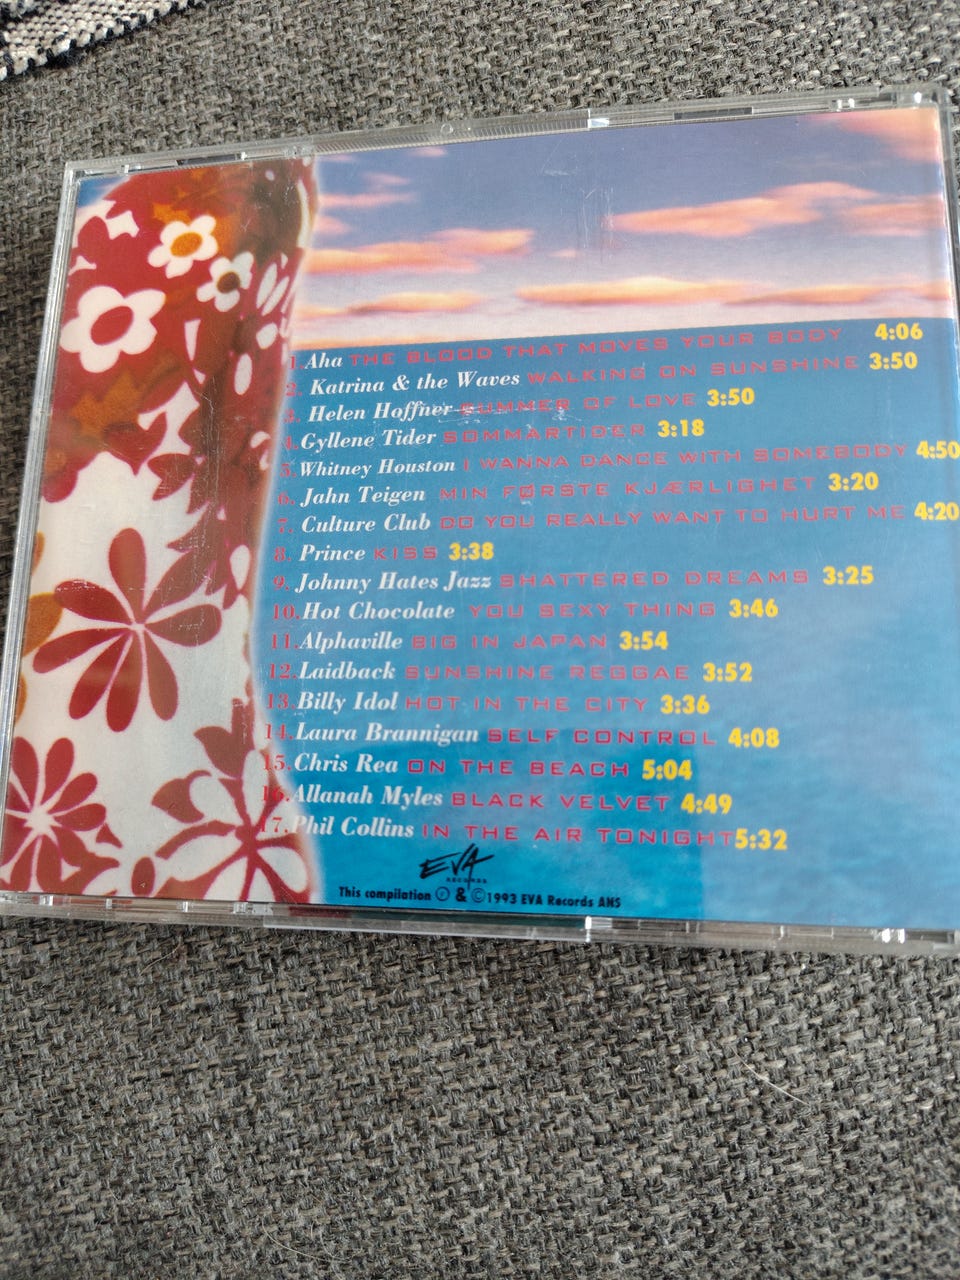 1. Aha THE BLOOD THAT MOVES YOUR BODY 4:06
2. Katrina & the Waves WALKING ON SUNSHINE 3:50
3. Helen Hoffner SUMMER OF LOVE 3:50
4. Gyllene Tider SOMMARTIDER 3:18
5. Whitney Houston I WANNA DANCE WITH SOMEBODY 4:50
6. Jahn Teigen MIN FØRSTE KJÆRLIGHET 3:20
7. Culture Club DO YOU REALLY WANT TO HURT ME 4:20
8. Prince KISS 3:38
9. Johnny Hates Jazz SHATTERED DREAMS 3:25
10. Hot Chocolate YOU SEXY THING 3:46
11. Alphaville BIG IN JAPAN 3:54
12. Laidback SUNSHINE REGGAE 3:52
13. Billy Idol HOT IN THE CITY 3:36
14. Laura Brannigan SELF CONTROL 4:08
15. Chris Rea ON THE BEACH 5:04
16. Allanah Myles BLACK VELVET 4:49
17. Phil Collins IN THE AIR TONIGHT 5:32
EVA
RECORDS
This compilation ℗ & © 1993 EVA Records ANS